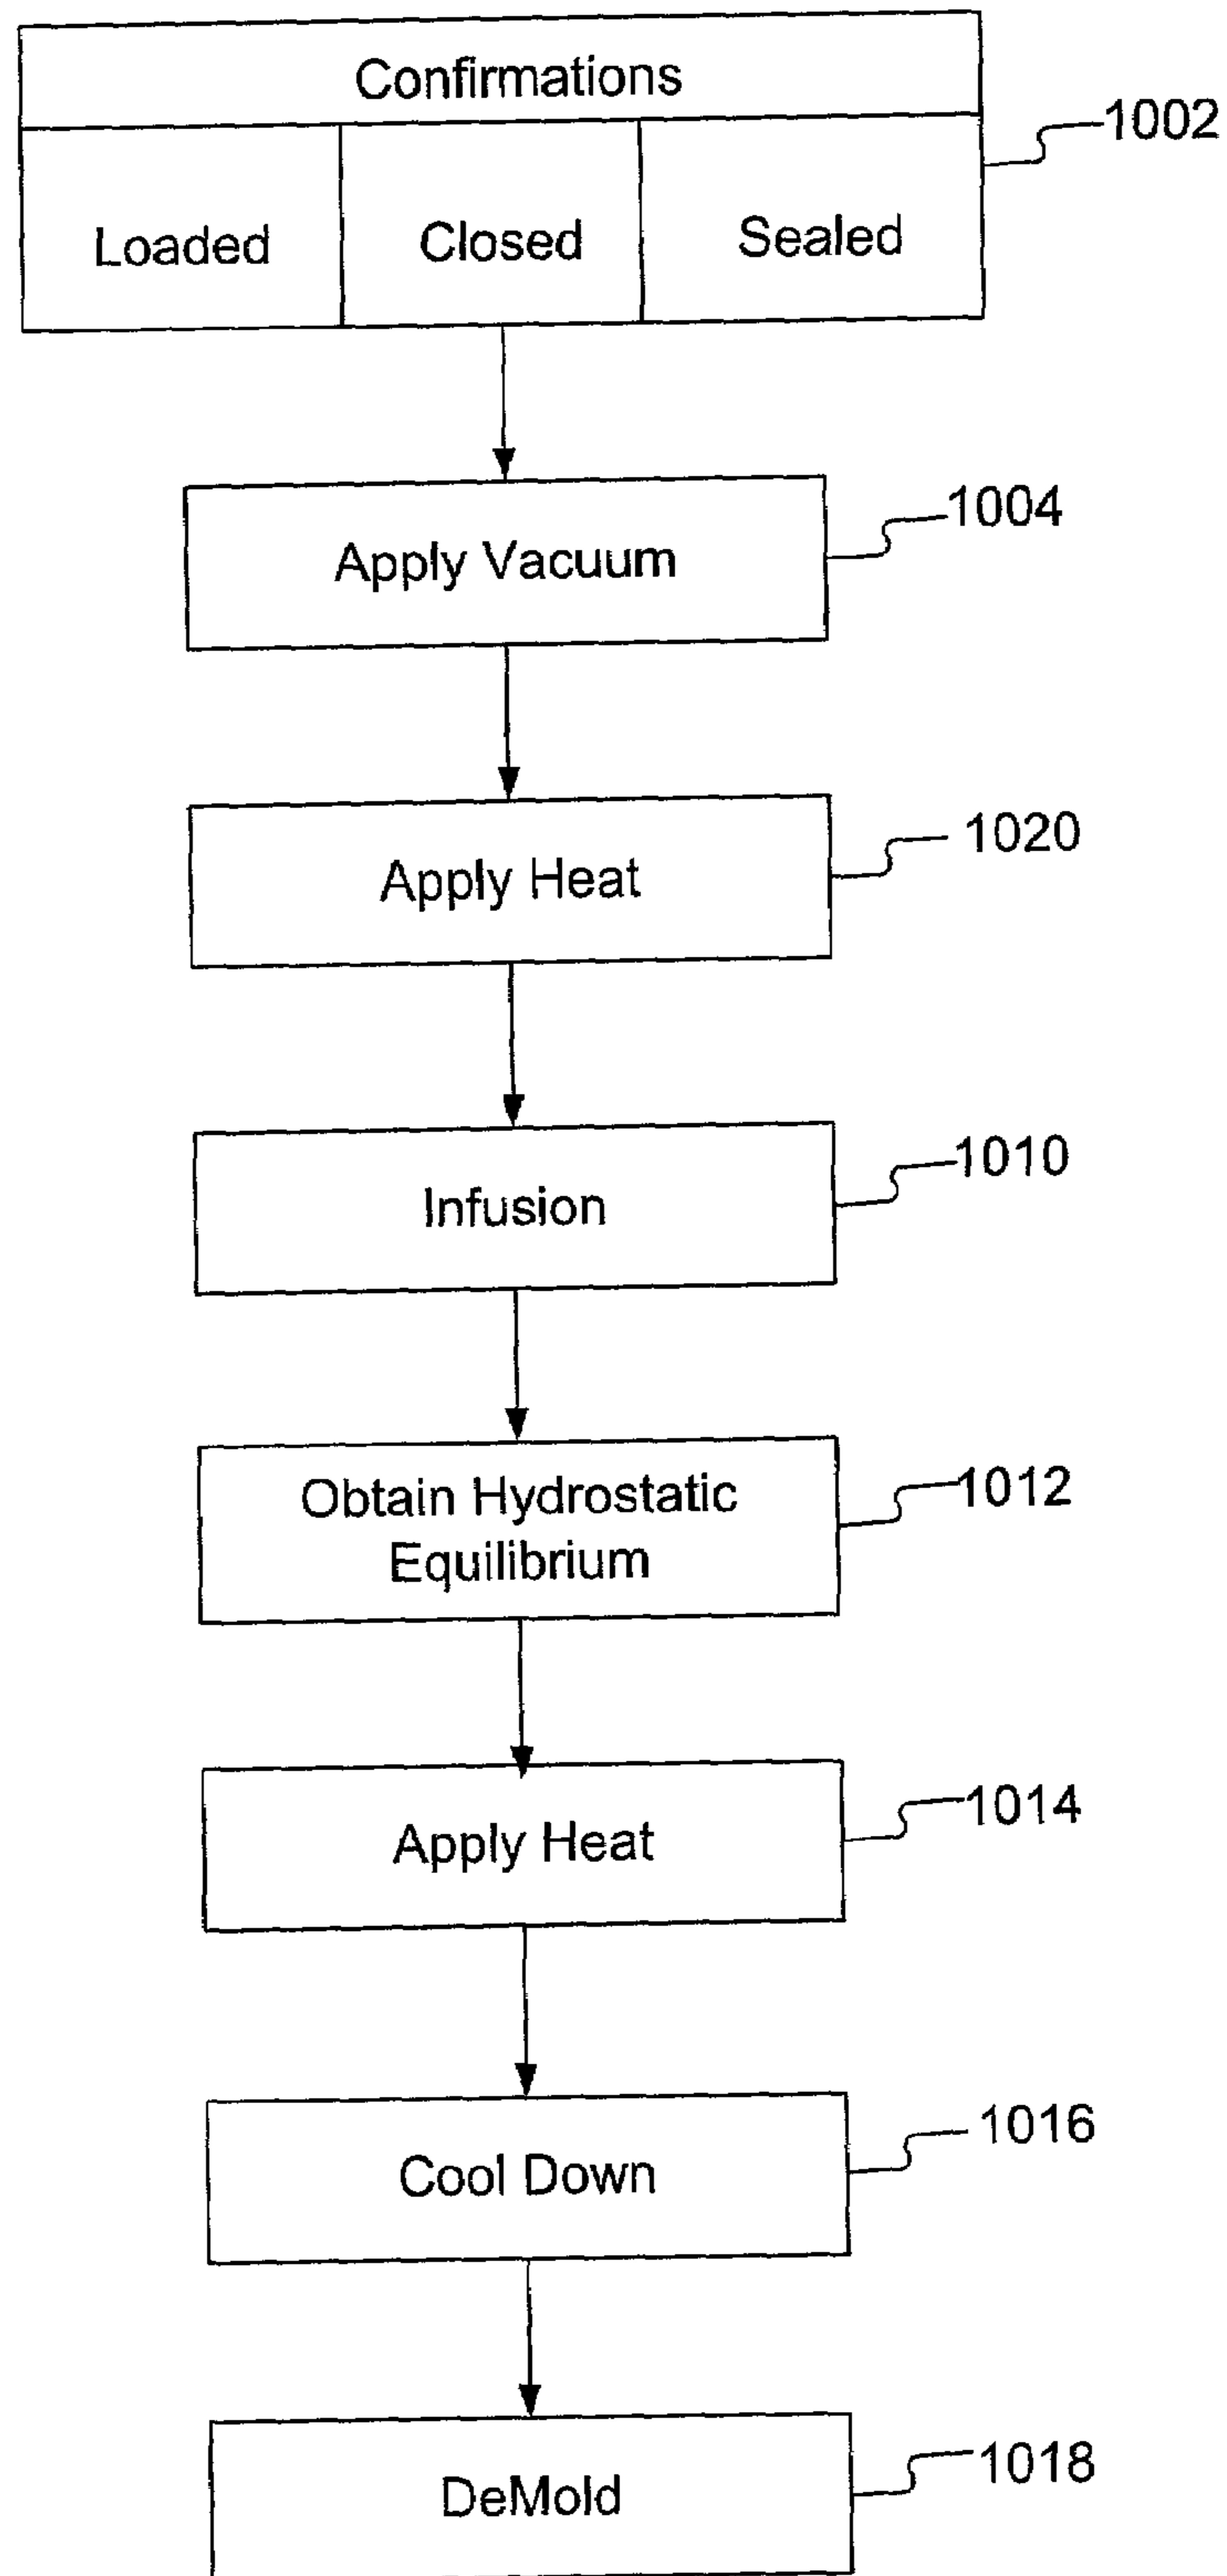 Confirmations
1002
Loaded Closed Sealed
Apply Vacuum
1004
Apply Heat
1020
Infusion
1010
Obtain Hydrostatic
Equilibrium
1012
Apply Heat
1014
Cool Down
1016
DeMold
1018